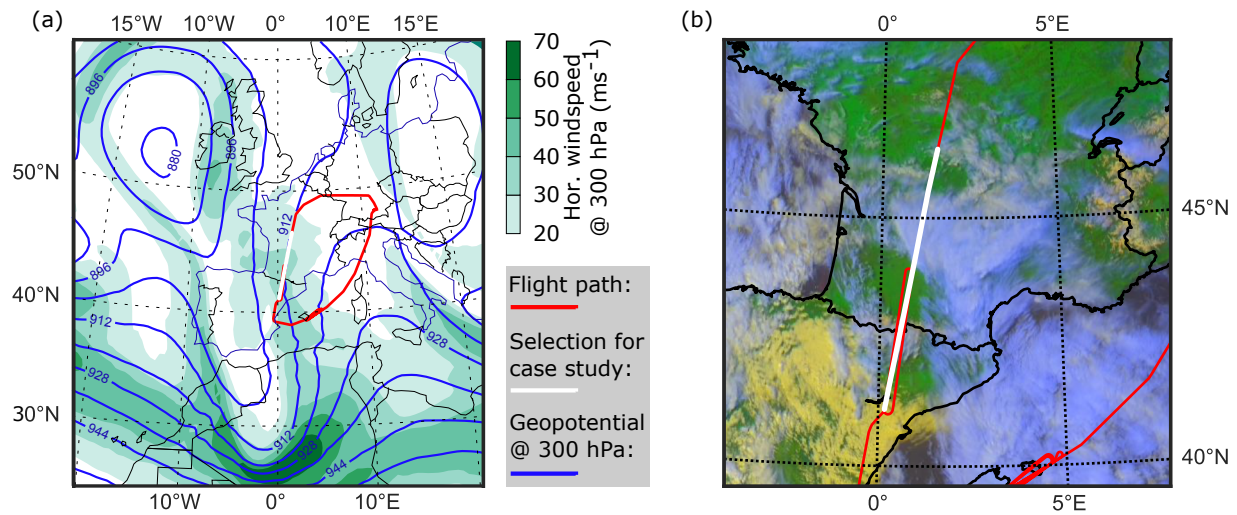 (a)
15°W 10°W 0° 10°E 15°E
50°N
40°N
30°N
10°W 0° 10°E
896
880
896
912
896
912
928
944
912
928
944
928
70
60
50
40
30
20
Hor. windspeed
@ 300 hPa (ms⁻¹)
Flight path:
Selection for
case study:
Geopotential
@ 300 hPa:
(b)
0° 5°E
45°N
40°N
0° 5°E